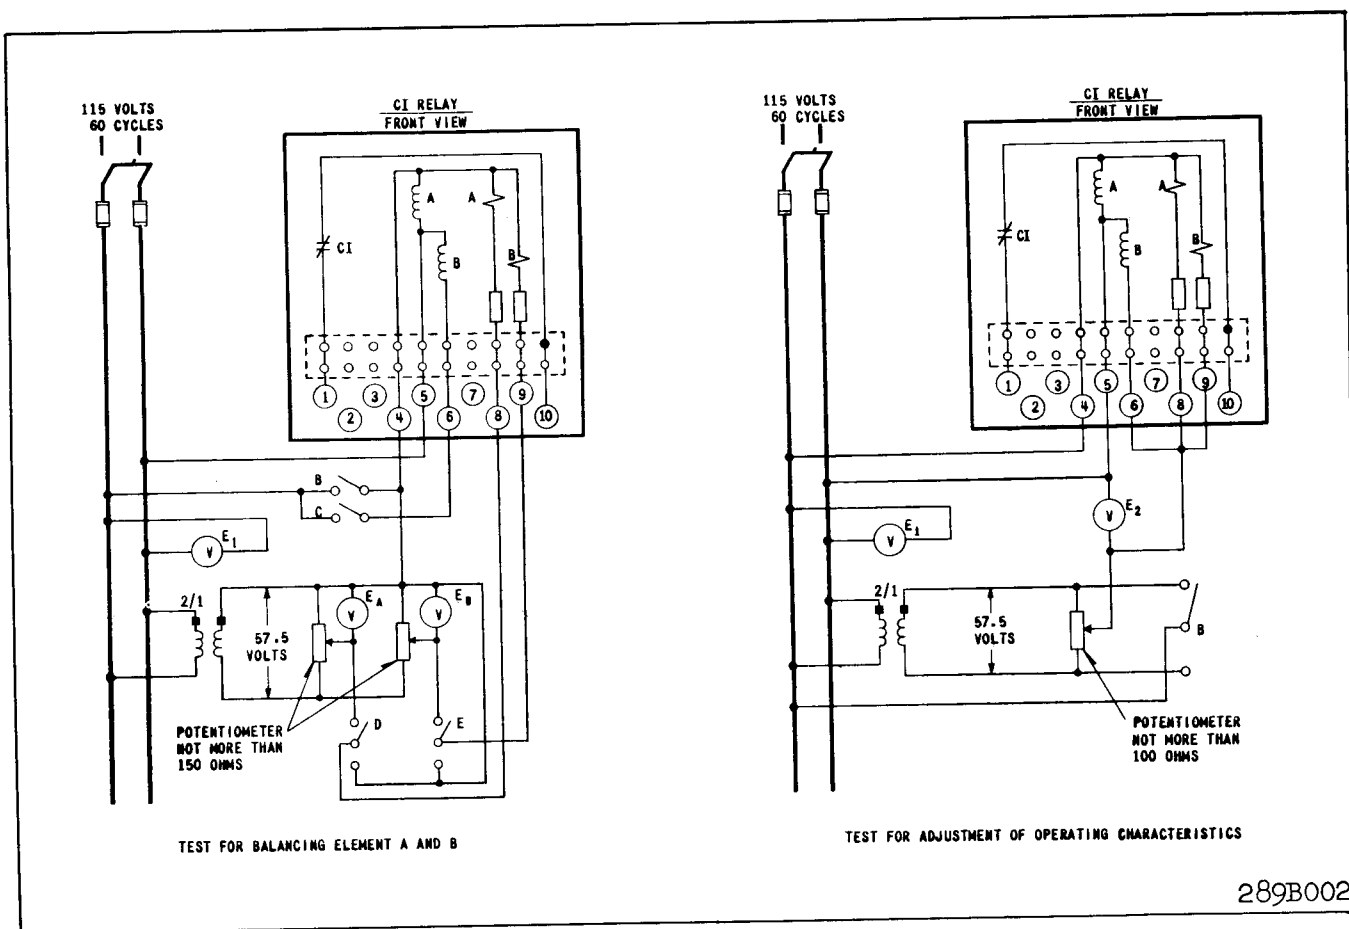 115 VOLTS
60 CYCLES
CI RELAY
FRONT VIEW
A
A
CI
B
B
1
2
3
4
5
6
7
8
9
10
B
C
E1
V
2/1
57.5
VOLTS
EA
V
EB
V
POTENTIOMETER
NOT MORE THAN
150 OHMS
D
E
TEST FOR BALANCING ELEMENT A AND B
115 VOLTS
60 CYCLES
CI RELAY
FRONT VIEW
A
A
CI
B
B
1
2
3
4
5
6
7
8
9
10
E2
V
E1
V
2/1
57.5
VOLTS
B
POTENTIOMETER
NOT MORE THAN
100 OHMS
TEST FOR ADJUSTMENT OF OPERATING CHARACTERISTICS
289B002